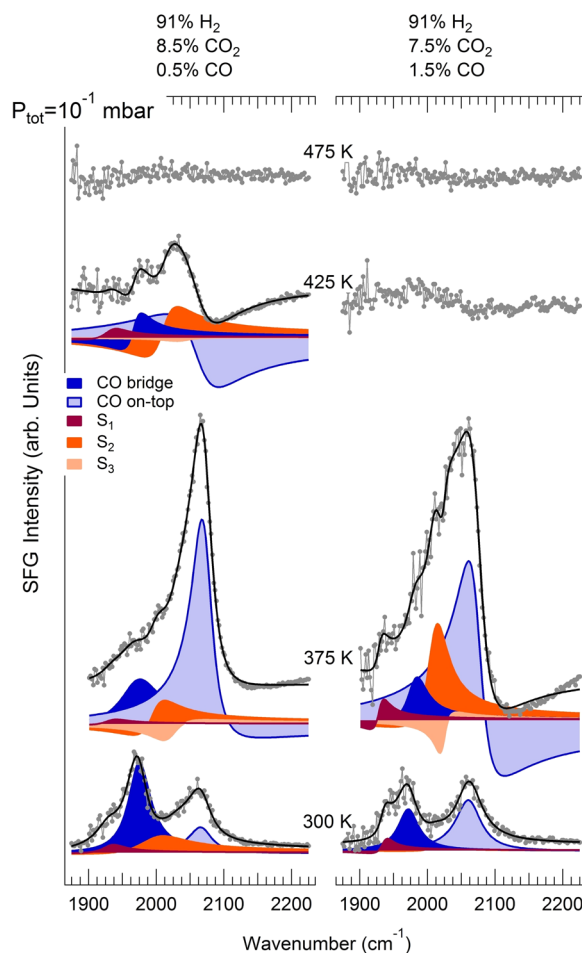 91% H₂
8.5% CO₂
0.5% CO
91% H₂
7.5% CO₂
1.5% CO
P_tot=10⁻¹ mbar
475 K
425 K
CO bridge
CO on-top
S₁
S₂
S₃
375 K
300 K
SFG Intensity (arb. Units)
1900 2000 2100 2200
1900 2000 2100 2200
Wavenumber (cm⁻¹)